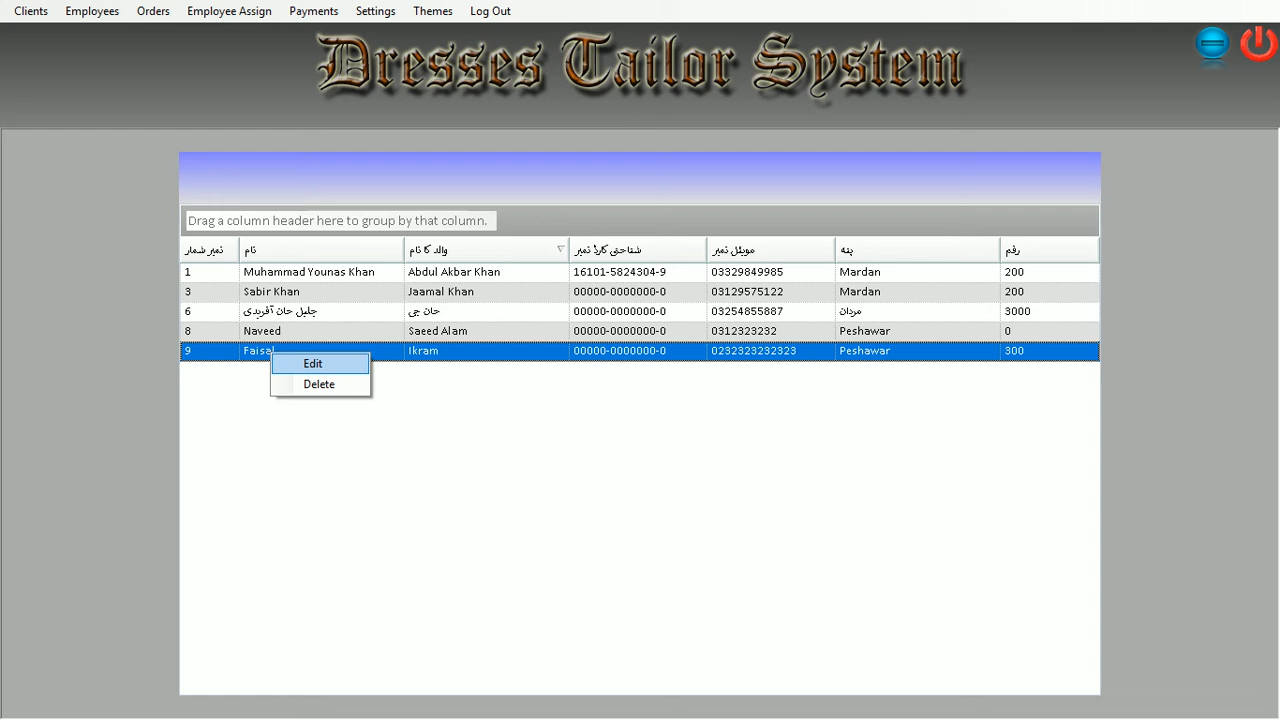 Clients Employees Orders Employee Assign Payments Settings Themes Log Out
Dresses Tailor System
Drag a column header here to group by that column.
نمبر شمار نام والد کا نام شناختی کارڈ نمبر موبئل نمبر پتہ رقم
1 Muhammad Younas Khan Abdul Akbar Khan 16101-5824304-9 03329849985 Mardan 200
3 Sabir Khan Jaamal Khan 00000-0000000-0 03129575122 Mardan 200
6 جلیل خان آفریدی خان جی 00000-0000000-0 03254855887 مردان 3000
8 Naveed Saeed Alam 00000-0000000-0 0312323232 Peshawar 0
9 Faisal Ikram 00000-0000000-0 0232323232323 Peshawar 300
Edit
Delete